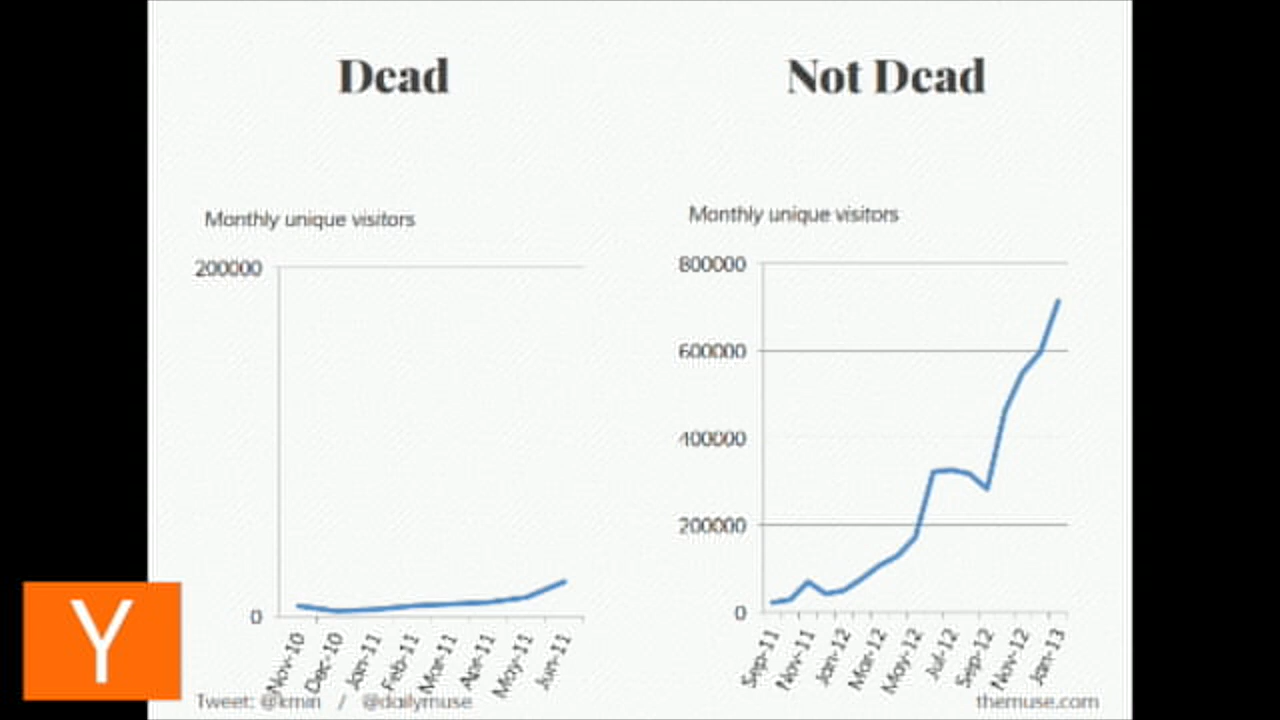 Dead
Monthly unique visitors
200000
0
Nov-10
Dec-10
Jan-11
Feb-11
Mar-11
Apr-11
May-11
Jun-11
Not Dead
Monthly unique visitors
800000
600000
400000
200000
0
Sep-11
Nov-11
Jan-12
Mar-12
May-12
Jul-12
Sep-12
Nov-12
Jan-13
Y
Tweet: @kmin / @dailymuse
themuse.com